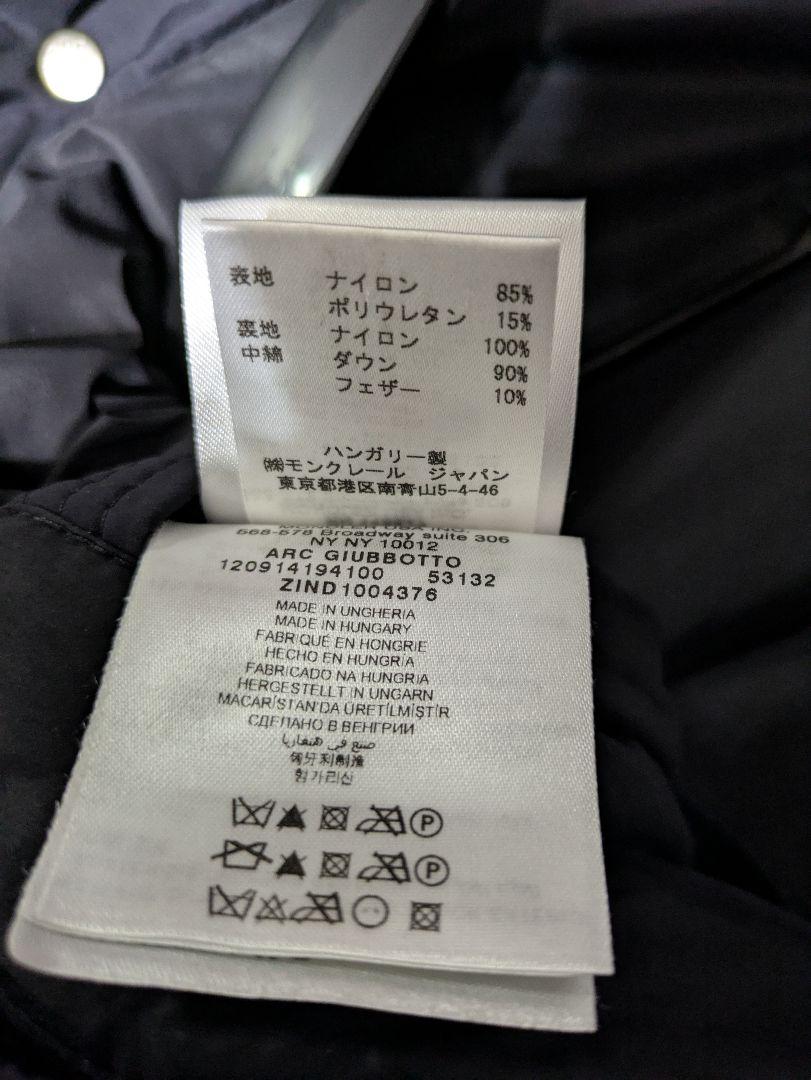 表地 ナイロン 85%
ポリウレタン 15%
裏地 ナイロン 100%
中綿 ダウン 90%
フェザー 10%
ハンガリー製
㈱モンクレール ジャパン
東京都港区南青山5-4-46
568-578 Broadway suite 306
NY NY 10012
ARC GIUBBOTTO
120914194100 53132
ZIND1004376
MADE IN UNGHERIA
MADE IN HUNGARY
FABRIQUÉ EN HONGRIE
HECHO EN HUNGRIA
FABRICADO NA HUNGRIA
HERGESTELLT IN UNGARN
MACARİSTAN'DA ÜRETİLMİŞTİR
СДЕЛАНО В ВЕНГРИИ
صنع في هنغاريا
匈牙利制造
헝가리산
P
P